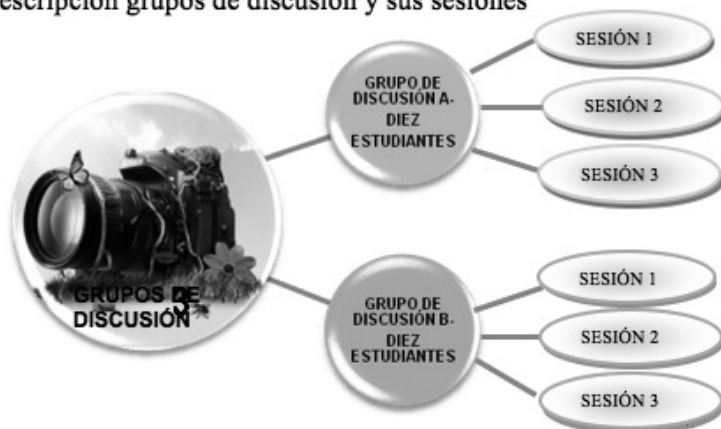 escripción grupos de discusión y sus sesiones
GRUPOS DE
DISCUSIÓN
3
GRUPO DE
DISCUSIÓN A-
DIEZ
ESTUDIANTES
SESIÓN 1
SESIÓN 2
SESIÓN 3
GRUPO DE
DISCUSIÓN B-
DIEZ
ESTUDIANTES
SESIÓN 1
SESIÓN 2
SESIÓN 3